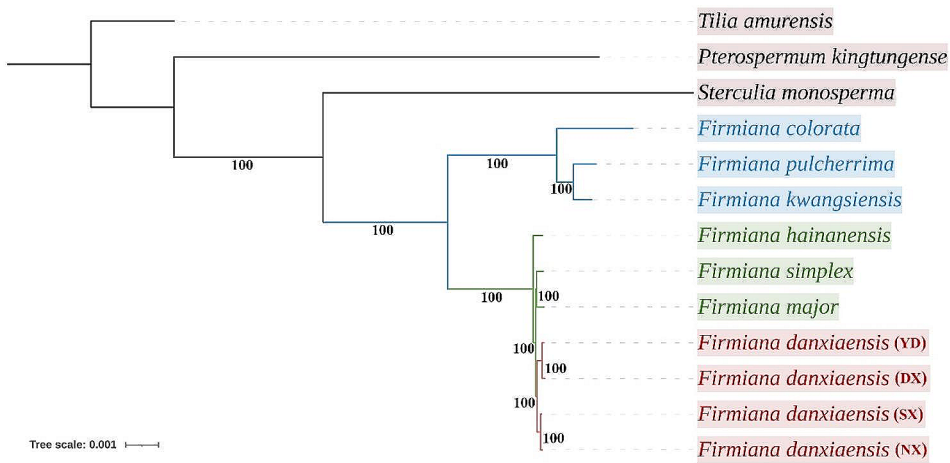 Tilia amurensis
Pterospermum kingtungense
Sterculia monosperma
100
Firmiana colorata
100
Firmiana pulcherrima
100
Firmiana kwangsiensis
100
Firmiana hainanensis
Firmiana simplex
100
100
Firmiana major
100
Firmiana danxiaensis (YD)
100
Firmiana danxiaensis (DX)
100
Firmiana danxiaensis (SX)
100
Firmiana danxiaensis (NX)
Tree scale: 0.001